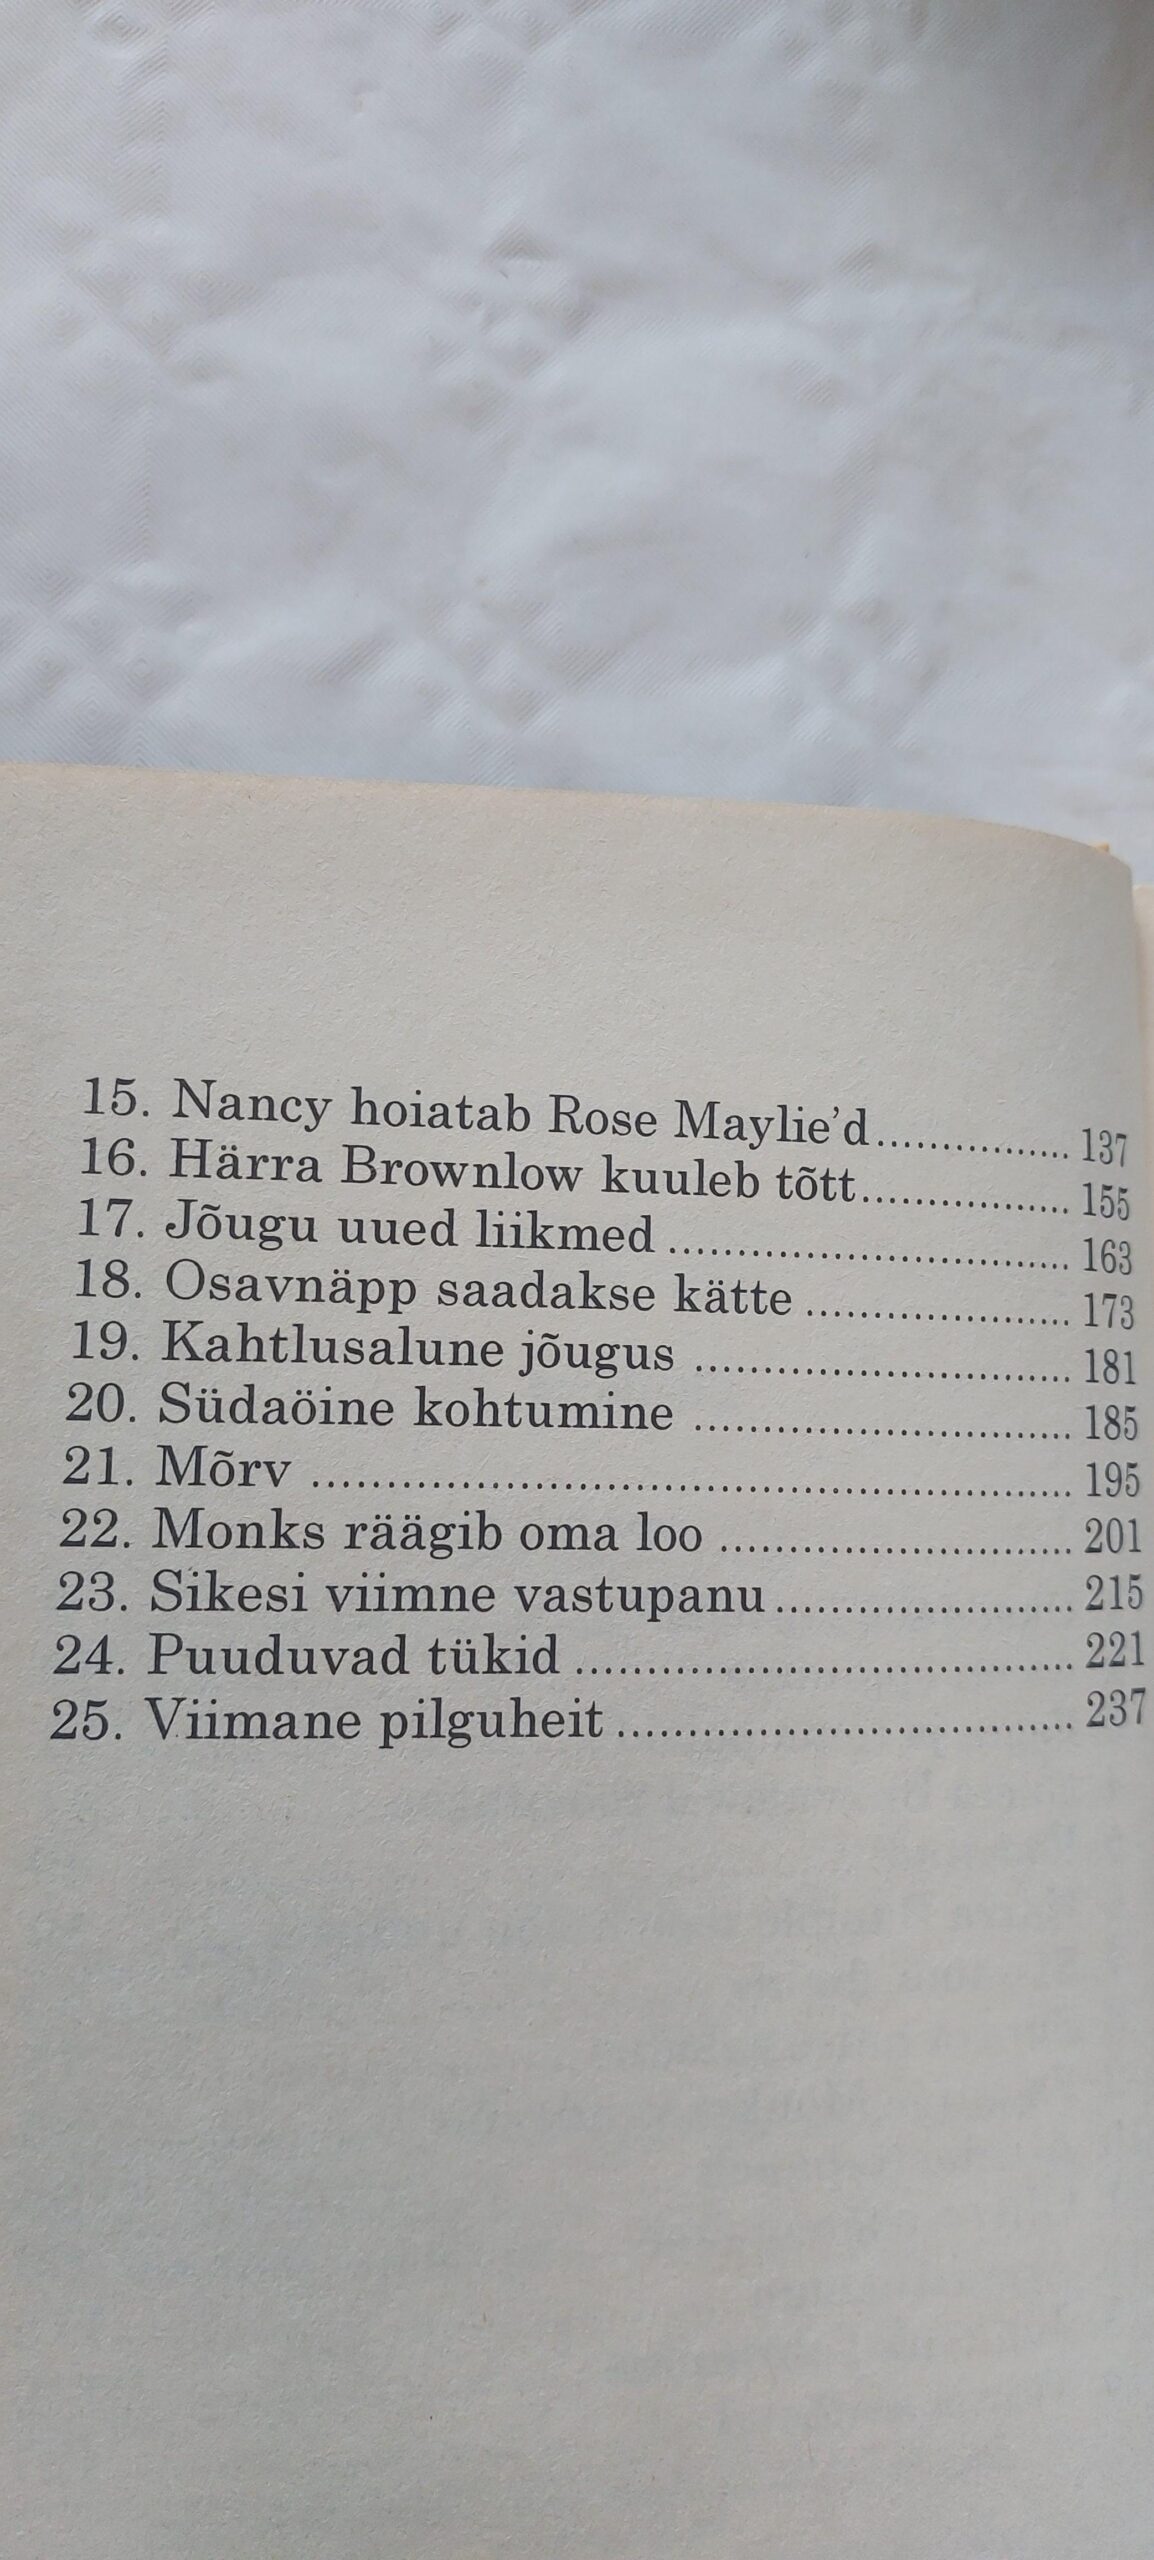 15. Nancy hoiatab Rose Maylie'd................ 137
16. Härra Brownlow kuuleb tõtt.................. 155
17. Jõugu uued liikmed .................................. 163
18. Osavnäpp saadakse kätte ...................... 173
19. Kahtlusalune jõugus ................................ 181
20. Südaöine kohtumine ................................ 185
21. Mõrv ................................................................ 195
22. Monks räägib oma loo .............................. 201
23. Sikesi viimne vastupanu......................... 215
24. Puuduvad tükid .......................................... 221
25. Viimane pilguheit ...................................... 237